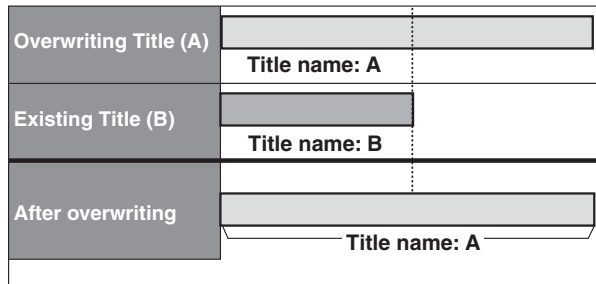 Overwriting Title (A)
Title name: A
Existing Title (B)
Title name: B
After overwriting
Title name: A